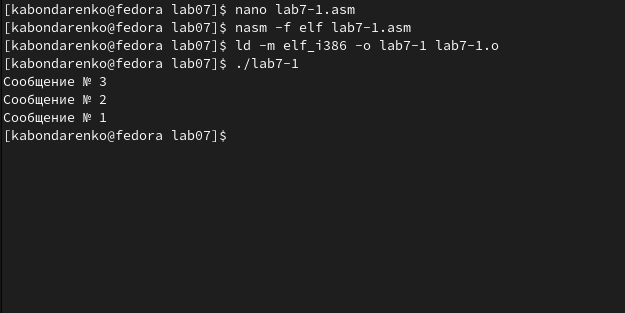 [kabondarenko@fedora lab07]$ nano lab7-1.asm
[kabondarenko@fedora lab07]$ nasm -f elf lab7-1.asm
[kabondarenko@fedora lab07]$ ld -m elf_i386 -o lab7-1 lab7-1.o
[kabondarenko@fedora lab07]$ ./lab7-1
Сообщение № 3
Сообщение № 2
Сообщение № 1
[kabondarenko@fedora lab07]$